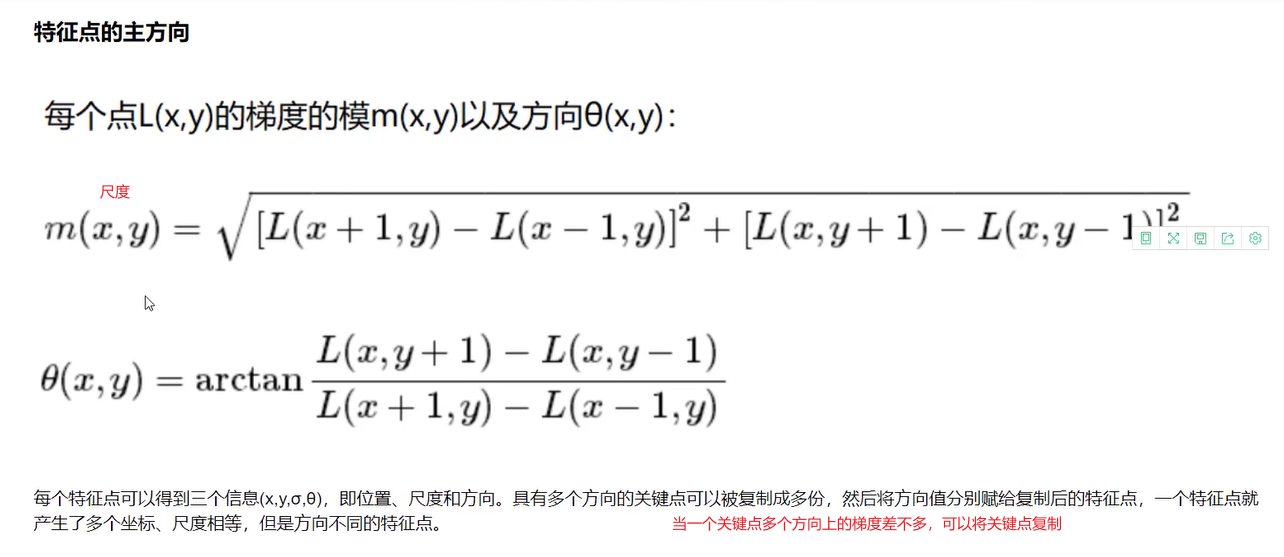 特征点的主方向
每个点L(x,y)的梯度的模m(x,y)以及方向θ(x,y):
尺度
m(x,y) = √[L(x+1,y) − L(x−1,y)]² + [L(x,y+1) − L(x,y−1)]²
θ(x,y) = arctan L(x,y+1) − L(x,y−1) / L(x+1,y) − L(x−1,y)
每个特征点可以得到三个信息(x,y,σ,θ)，即位置、尺度和方向。具有多个方向的关键点可以被复制成多份，然后将方向值分别赋给复制后的特征点，一个特征点就
产生了多个坐标、尺度相等，但是方向不同的特征点。
当一个关键点多个方向上的梯度差不多，可以将关键点复制